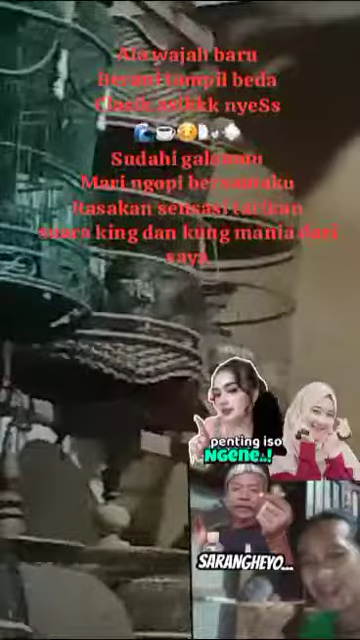 Ala wajah baru
Berani tampil beda
Clasik asikkk nyeSs
Sudahi galaumu
Mari ngopi bersamaku
Rasakan sensasi tarikan
suara king dan kung mania dari
saya
penting iso
NGENE..!
SARANGHEYO...